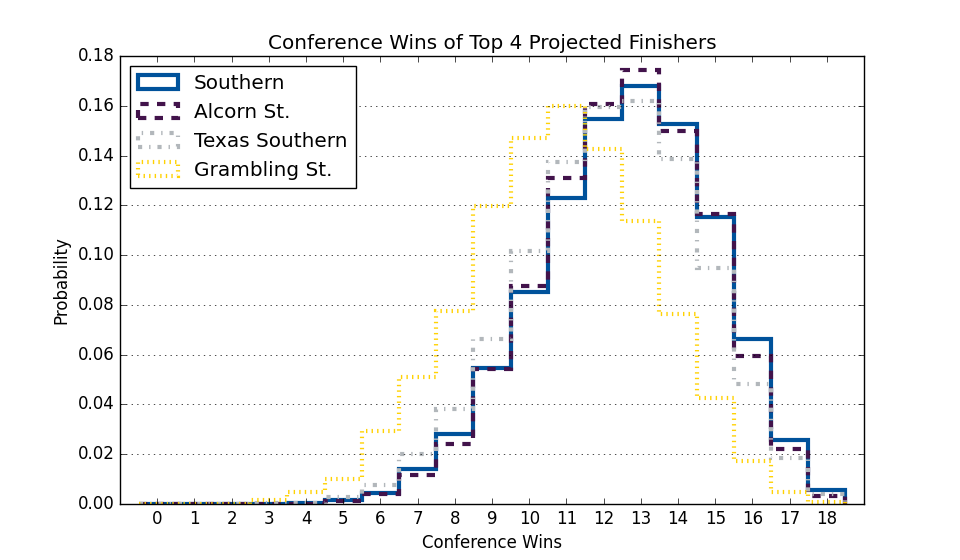 Conference Wins of Top 4 Projected Finishers
Southern
Alcorn St.
Texas Southern
Grambling St.
0.18
0.16
0.14
0.12
0.10
0.08
0.06
0.04
0.02
0.00
Probability
0 1 2 3 4 5 6 7 8 9 10 11 12 13 14 15 16 17 18
Conference Wins